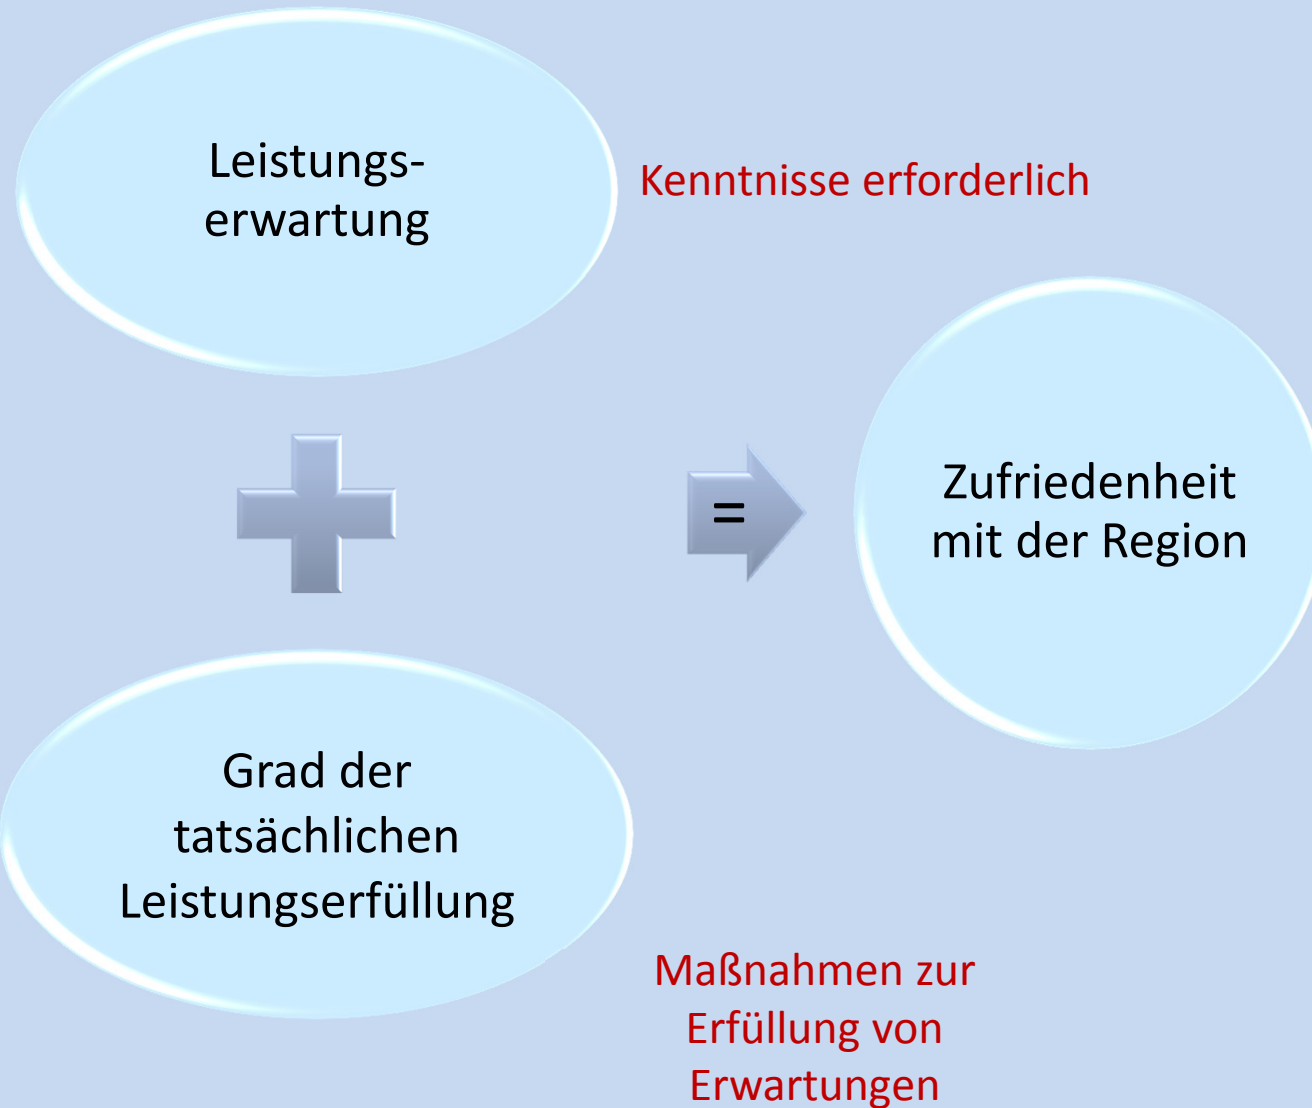 Leistungs-
erwartung
Kenntnisse erforderlich
=
Zufriedenheit
mit der Region
Grad der
tatsächlichen
Leistungserfüllung
Maßnahmen zur
Erfüllung von
Erwartungen